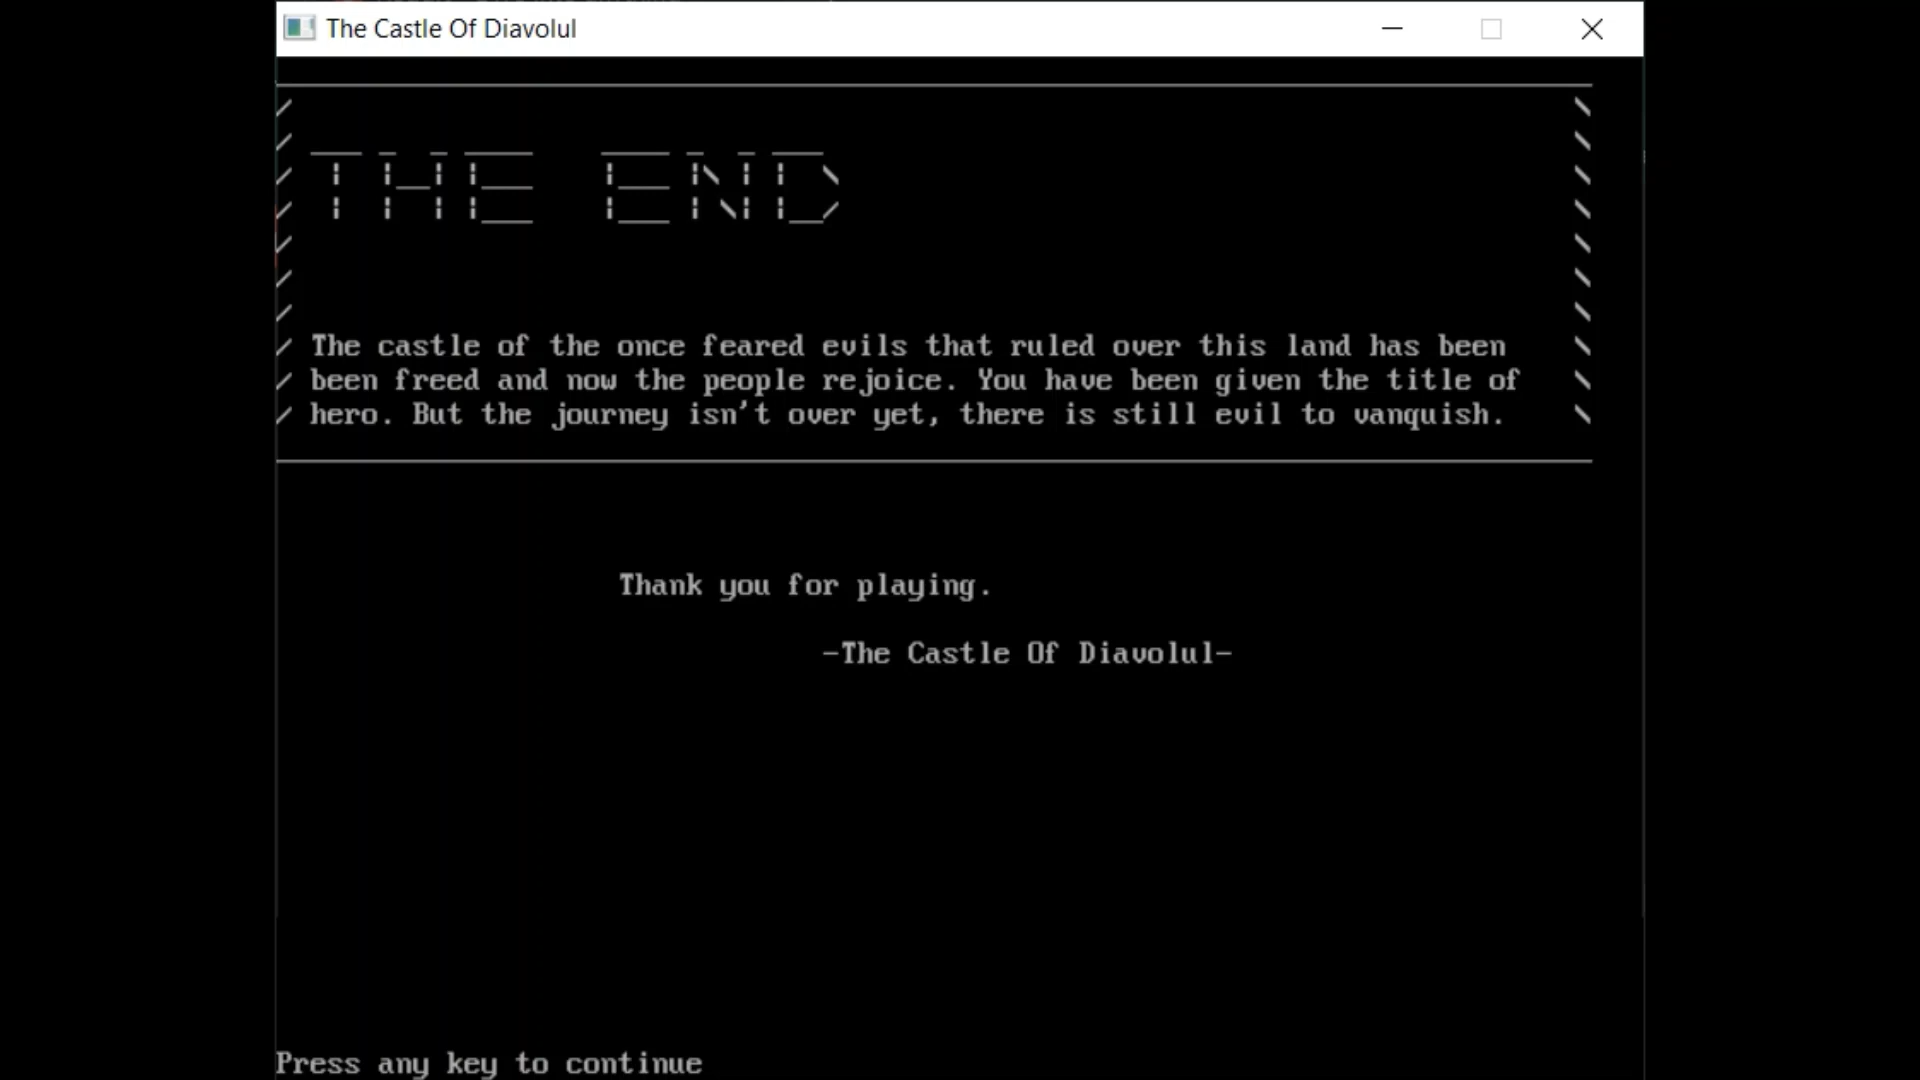 The Castle Of Diavolul
THE END
The castle of the once feared evils that ruled over this land has been
been freed and now the people rejoice. You have been given the title of
hero. But the journey isn't over yet, there is still evil to vanquish.
Thank you for playing.
-The Castle Of Diavolul-
Press any key to continue